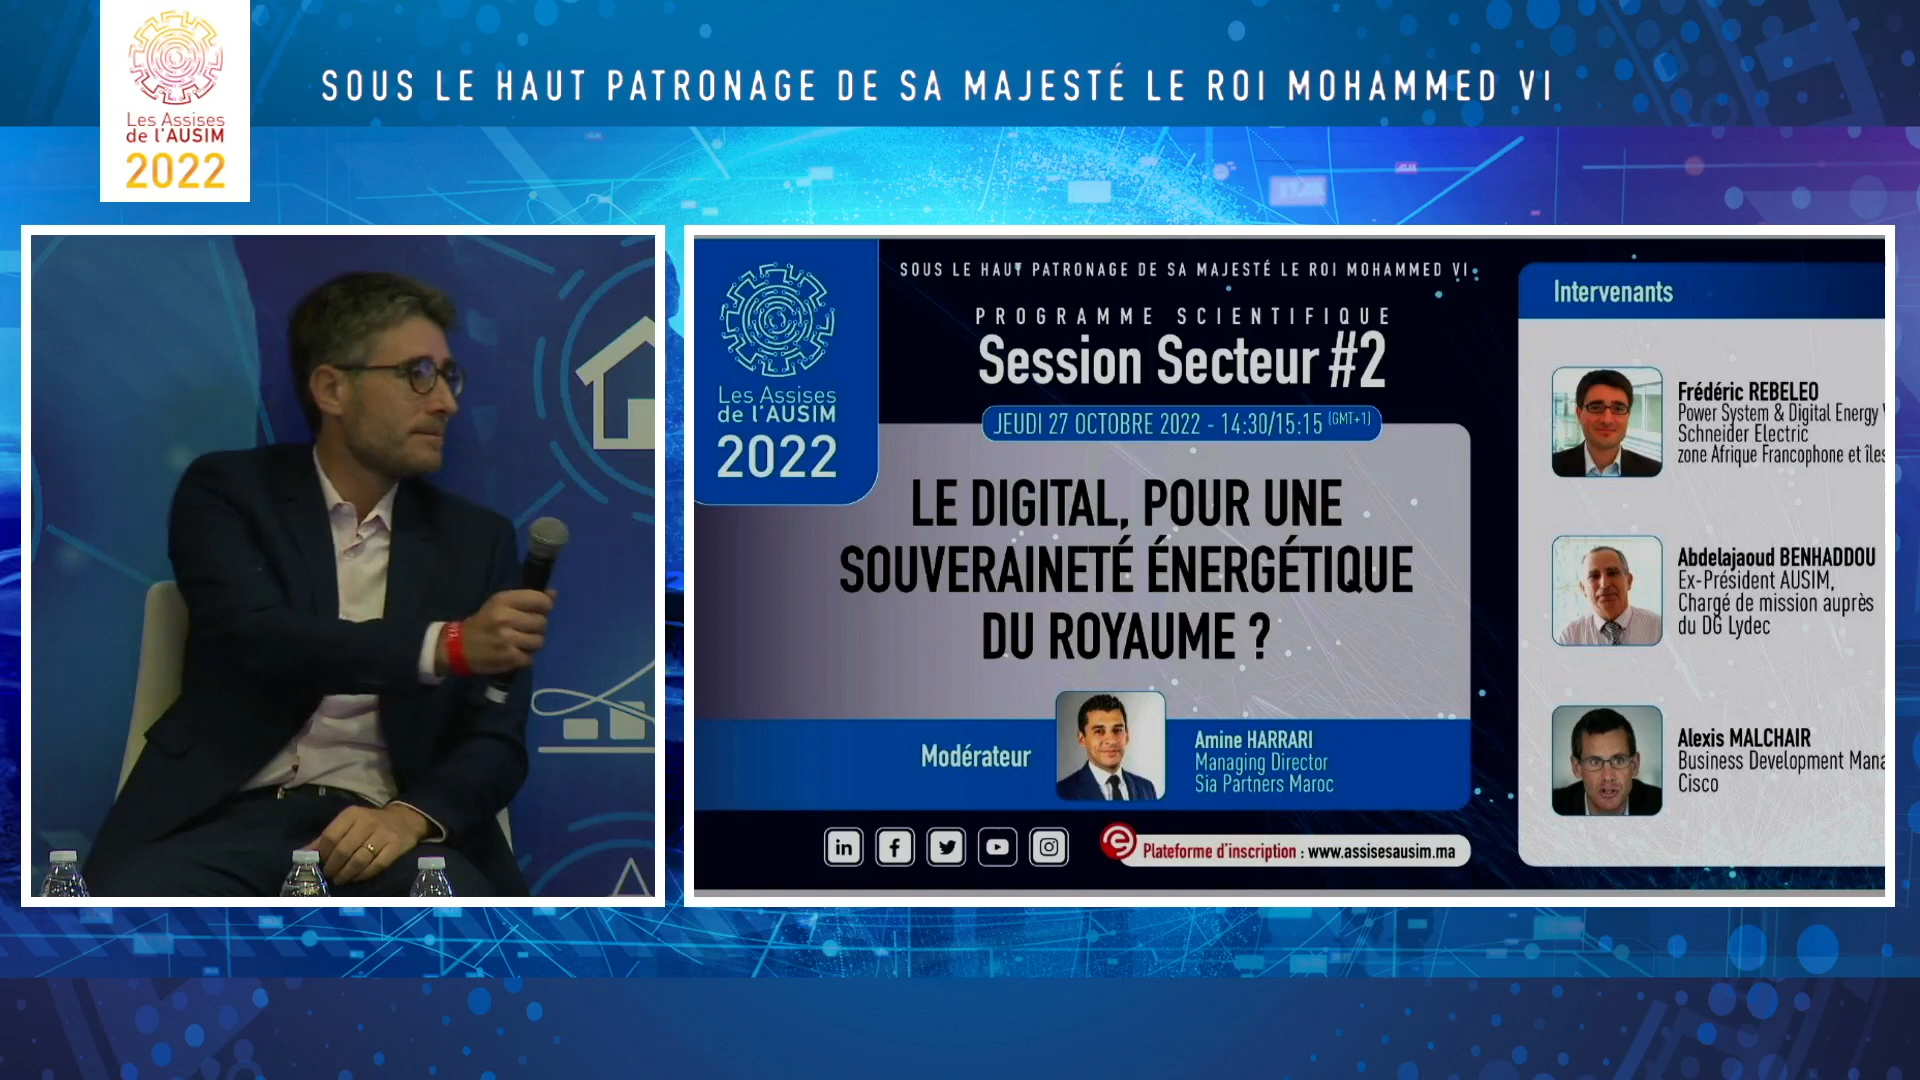 SOUS LE HAUT PATRONAGE DE SA MAJESTÉ LE ROI MOHAMMED VI
Les Assises
de l'AUSIM
2022
Les Assises
de l'AUSIM
2022
SOUS LE HAUT PATRONAGE DE SA MAJESTÉ LE ROI MOHAMMED VI
PROGRAMME SCIENTIFIQUE
Session Secteur #2
JEUDI 27 OCTOBRE 2022 - 14:30/15:15 (GMT+1)
LE DIGITAL, POUR UNE
SOUVERAINETÉ ÉNERGÉTIQUE
DU ROYAUME ?
Modérateur
Amine HARRARI
Managing Director
Sia Partners Maroc
Plateforme d'inscription : www.assisesausim.ma
Intervenants
Frédéric REBELEO
Power System & Digital Energy
Schneider Electric
zone Afrique Francophone et îles
Abdelajaoud BENHADDOU
Ex-Président AUSIM,
Chargé de mission auprès
du DG Lydec
Alexis MALCHAIR
Business Development Mana
Cisco